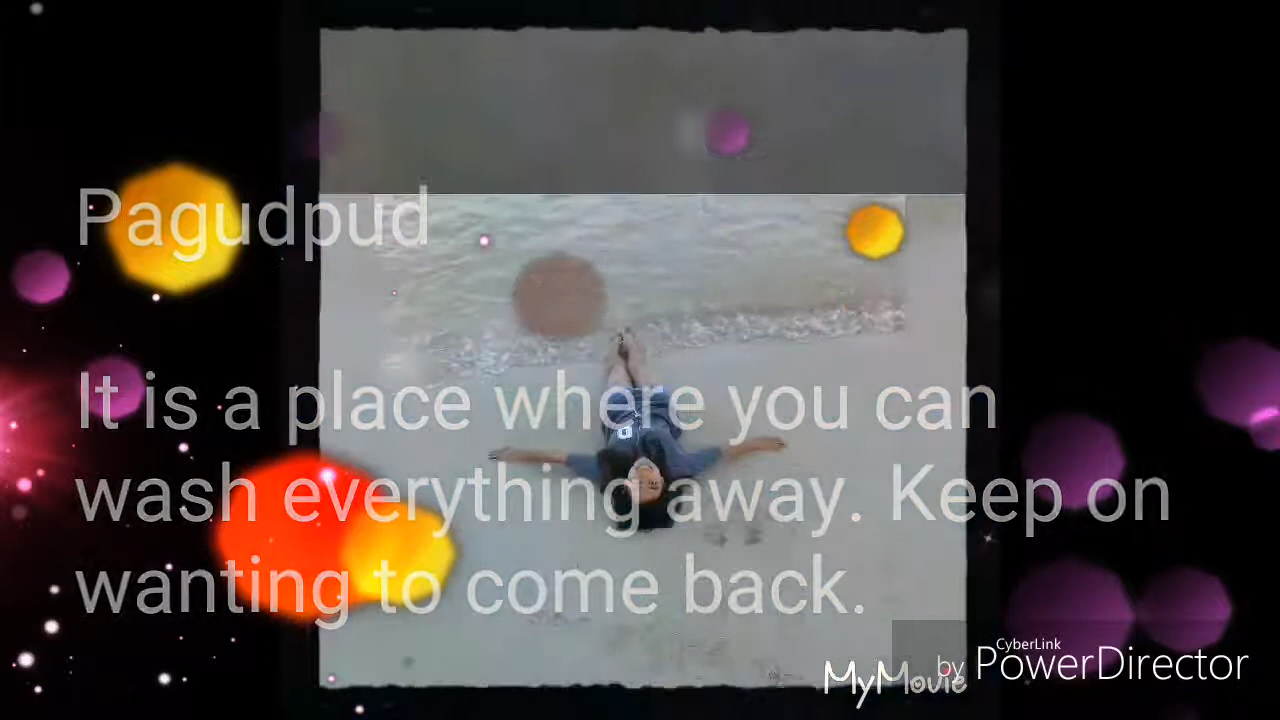 Pagudpud
It is a place where you can
wash everything away. Keep on
wanting to come back.
CyberLink
MyMovie by PowerDirector